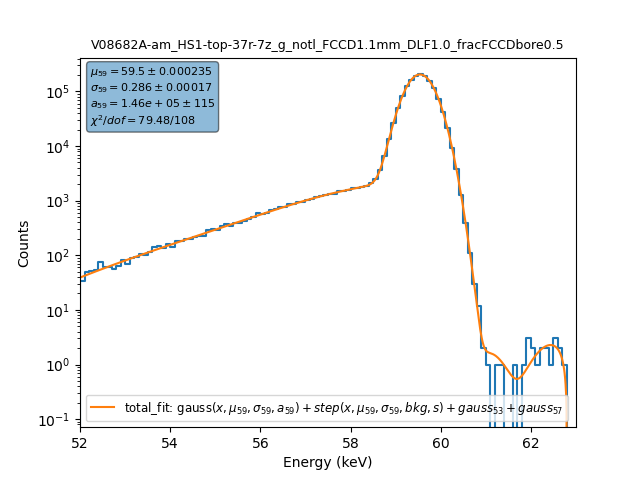 V08682A-am_HS1-top-37r-7z_g_notl_FCCD1.1mm_DLF1.0_fracFCCDbore0.5
μ₅₉ = 59.5 ± 0.000235
σ₅₉ = 0.286 ± 0.00017
a₅₉ = 1.46e + 05 ± 115
χ²/dof = 79.48/108
10⁵
10⁴
10³
10²
10¹
10⁰
10⁻¹
Counts
total_fit: gauss(x, μ₅₉, σ₅₉, a₅₉) + step(x, μ₅₉, σ₅₉, bkg, s) + gauss₅₃ + gauss₅₇
52 54 56 58 60 62
Energy (keV)